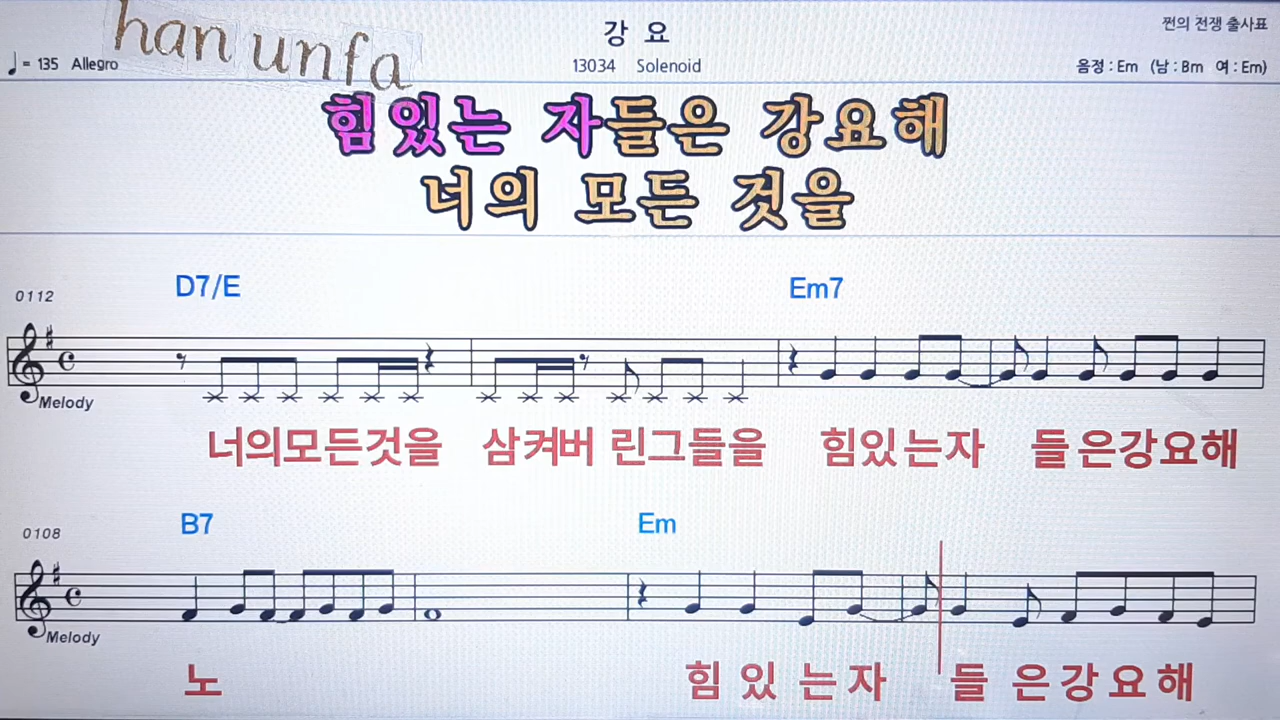 han unfa
강 요
쩐의 전쟁 출사표
♩ = 135 Allegro
13034 Solenoid
음정 : Em (남 : Bm 여 : Em)
힘있는 자들은 강요해
너의 모든 것을
D7/E Em7
0112
Melody
너의모든것을 삼켜버 린그들을 힘있는자 들은강요해
B7 Em
0108
Melody
노 힘 있 는 자 들 은 강 요 해